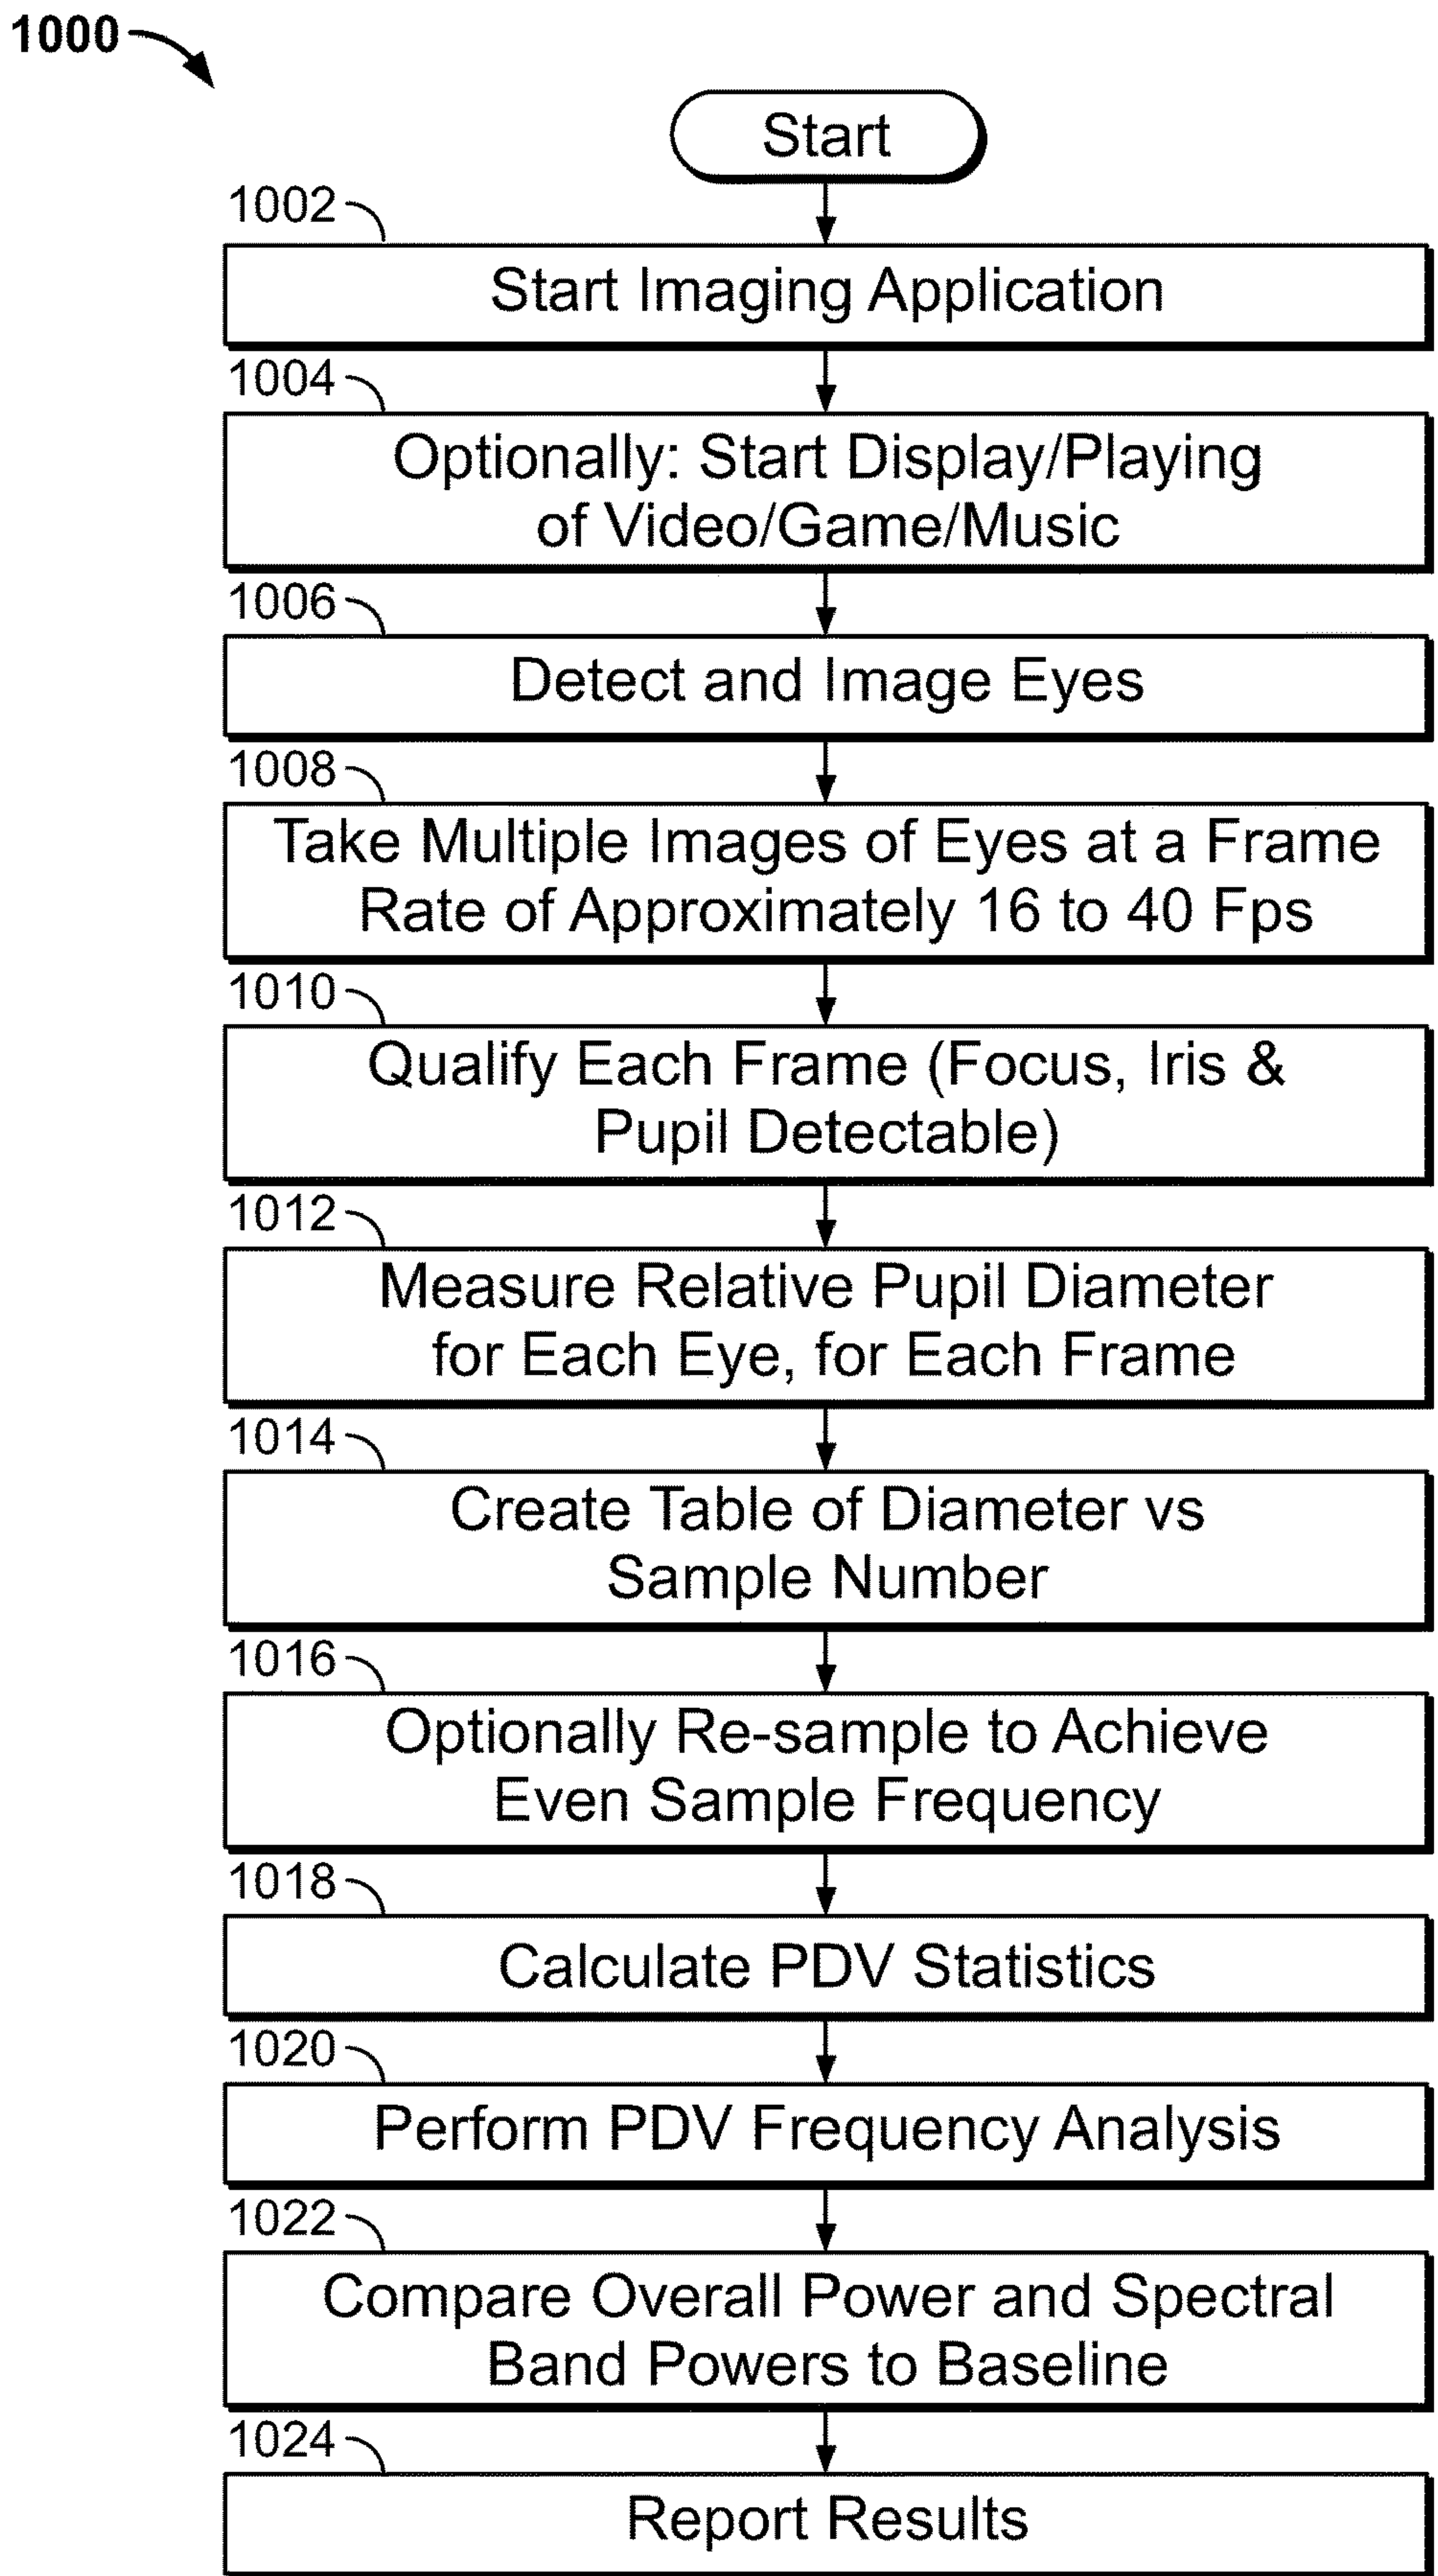 1000
Start
1002
Start Imaging Application
1004
Optionally: Start Display/Playing
of Video/Game/Music
1006
Detect and Image Eyes
1008
Take Multiple Images of Eyes at a Frame
Rate of Approximately 16 to 40 Fps
1010
Qualify Each Frame (Focus, Iris &
Pupil Detectable)
1012
Measure Relative Pupil Diameter
for Each Eye, for Each Frame
1014
Create Table of Diameter vs
Sample Number
1016
Optionally Re-sample to Achieve
Even Sample Frequency
1018
Calculate PDV Statistics
1020
Perform PDV Frequency Analysis
1022
Compare Overall Power and Spectral
Band Powers to Baseline
1024
Report Results